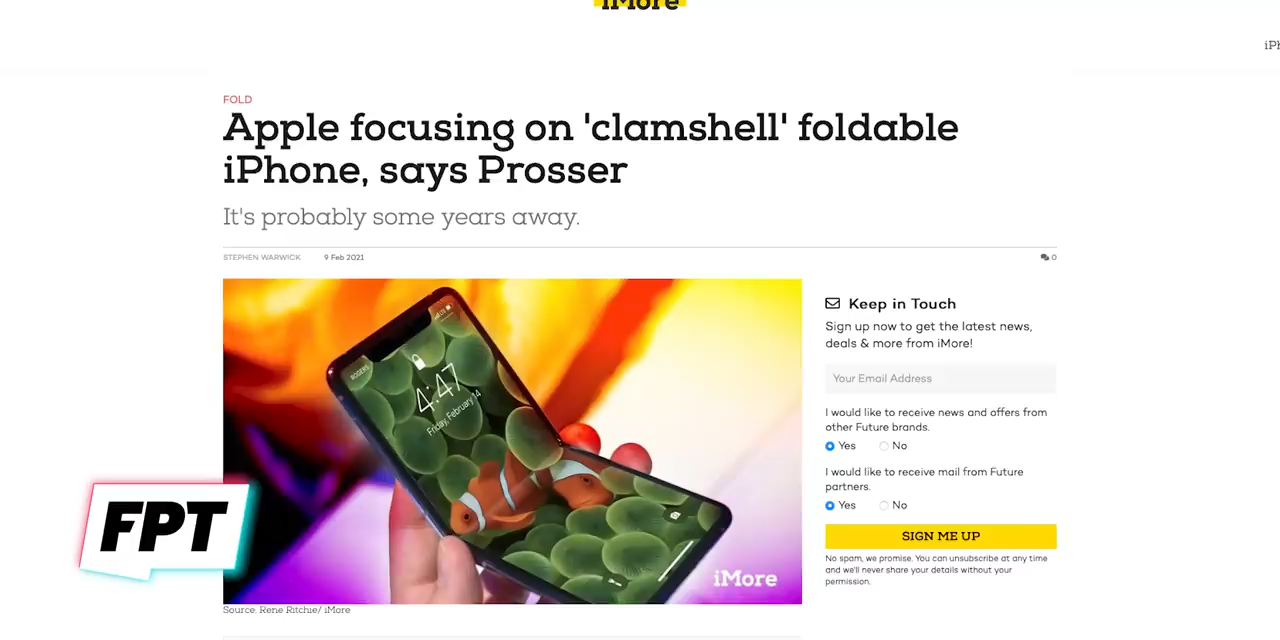 iMore
iPh
FOLD
Apple focusing on 'clamshell' foldable
iPhone, says Prosser
It's probably some years away.
STEPHEN WARWICK 9 Feb 2021 0
ROGERS
4:47
Friday, February 14
iMore
Source: Rene Ritchie/ iMore
Keep in Touch
Sign up now to get the latest news,
deals & more from iMore!
Your Email Address
I would like to receive news and offers from
other Future brands.
Yes No
I would like to receive mail from Future
partners.
Yes No
SIGN ME UP
No spam, we promise. You can unsubscribe at any time
and we'll never share your details without your
permission.
FPT